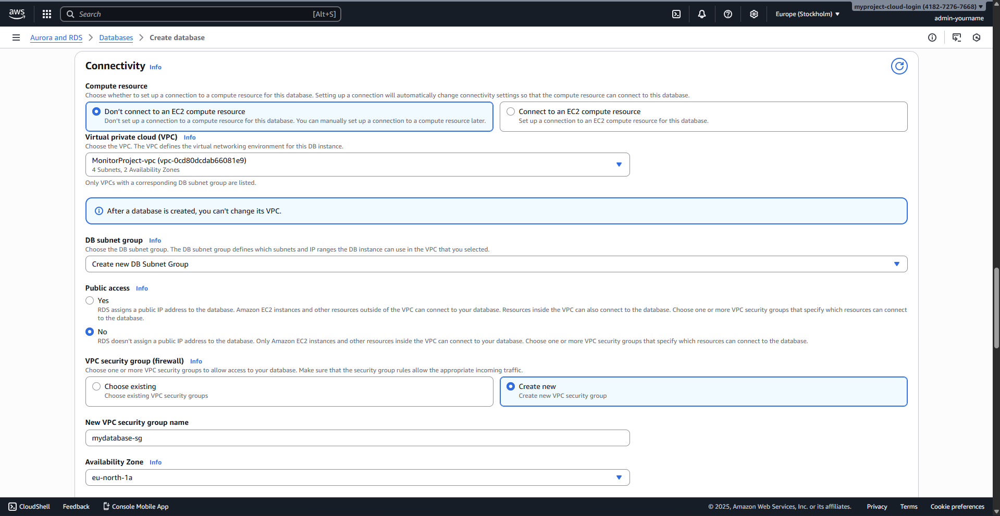 aws
Search [Alt+S]
Europe (Stockholm)
myproject-cloud-login (4182-7276-7668)
admin-yourname
Aurora and RDS
Databases
Create database
Connectivity Info
Compute resource
Choose whether to set up a connection to a compute resource for this database. Setting up a connection will automatically change connectivity settings so that the compute resource can connect to this database.
Don't connect to an EC2 compute resource
Don't set up a connection to a compute resource for this database. You can manually set up a connection to a compute resource later.
Connect to an EC2 compute resource
Set up a connection to an EC2 compute resource for this database.
Virtual private cloud (VPC) Info
Choose the VPC. The VPC defines the virtual networking environment for this DB instance.
MonitorProject-vpc (vpc-0cd80dcdab66081e9)
4 Subnets, 2 Availability Zones
Only VPCs with a corresponding DB subnet group are listed.
After a database is created, you can't change its VPC.
DB subnet group Info
Choose the DB subnet group. The DB subnet group defines which subnets and IP ranges the DB instance can use in the VPC that you selected.
Create new DB Subnet Group
Public access Info
Yes
RDS assigns a public IP address to the database. Amazon EC2 instances and other resources outside of the VPC can connect to your database. Resources inside the VPC can also connect to the database. Choose one or more VPC security groups that specify which resources can connect
to the database.
No
RDS doesn't assign a public IP address to the database. Only Amazon EC2 instances and other resources inside the VPC can connect to your database. Choose one or more VPC security groups that specify which resources can connect to the database.
VPC security group (firewall) Info
Choose one or more VPC security groups to allow access to your database. Make sure that the security group rules allow the appropriate incoming traffic.
Choose existing
Choose existing VPC security groups
Create new
Create new VPC security group
New VPC security group name
mydatabase-sg
Availability Zone Info
eu-north-1a
CloudShell
Feedback
Console Mobile App
© 2025, Amazon Web Services, Inc. or its affiliates.
Privacy
Terms
Cookie preferences